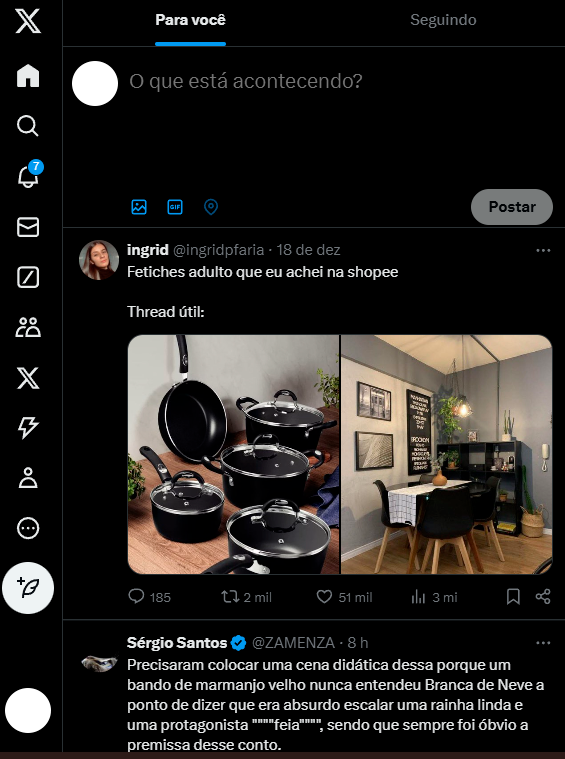 Para você
Seguindo
O que está acontecendo?
7
GIF
Postar
ingrid @ingridpfaria · 18 de dez
Fetiches adulto que eu achei na shopee
Thread útil:
BROOKLYN
185
2 mil
51 mil
3 mi
Sérgio Santos @ZAMENZA · 8 h
Precisaram colocar uma cena didática dessa porque um
bando de marmanjo velho nunca entendeu Branca de Neve a
ponto de dizer que era absurdo escalar uma rainha linda e
uma protagonista """"feia"""", sendo que sempre foi óbvio a
premissa desse conto.